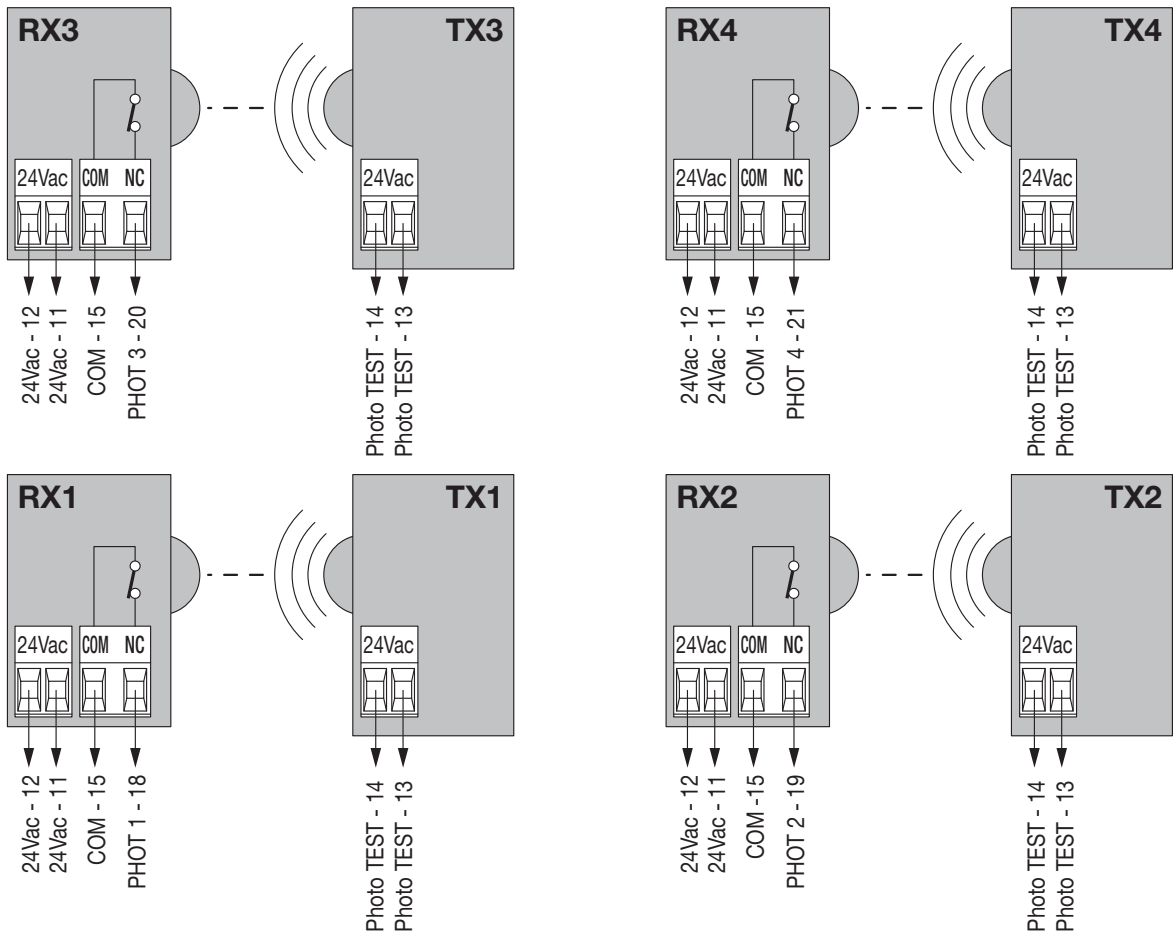 RX3
24Vac
COM
NC
24Vac - 12
24Vac - 11
COM - 15
PHOT 3 - 20
TX3
24Vac
Photo TEST - 14
Photo TEST - 13
RX4
24Vac
COM
NC
24Vac - 12
24Vac - 11
COM - 15
PHOT 4 - 21
TX4
24Vac
Photo TEST - 14
Photo TEST - 13
RX1
24Vac
COM
NC
24Vac - 12
24Vac - 11
COM - 15
PHOT 1 - 18
TX1
24Vac
Photo TEST - 14
Photo TEST - 13
RX2
24Vac
COM
NC
24Vac - 12
24Vac - 11
COM -15
PHOT 2 - 19
TX2
24Vac
Photo TEST - 14
Photo TEST - 13